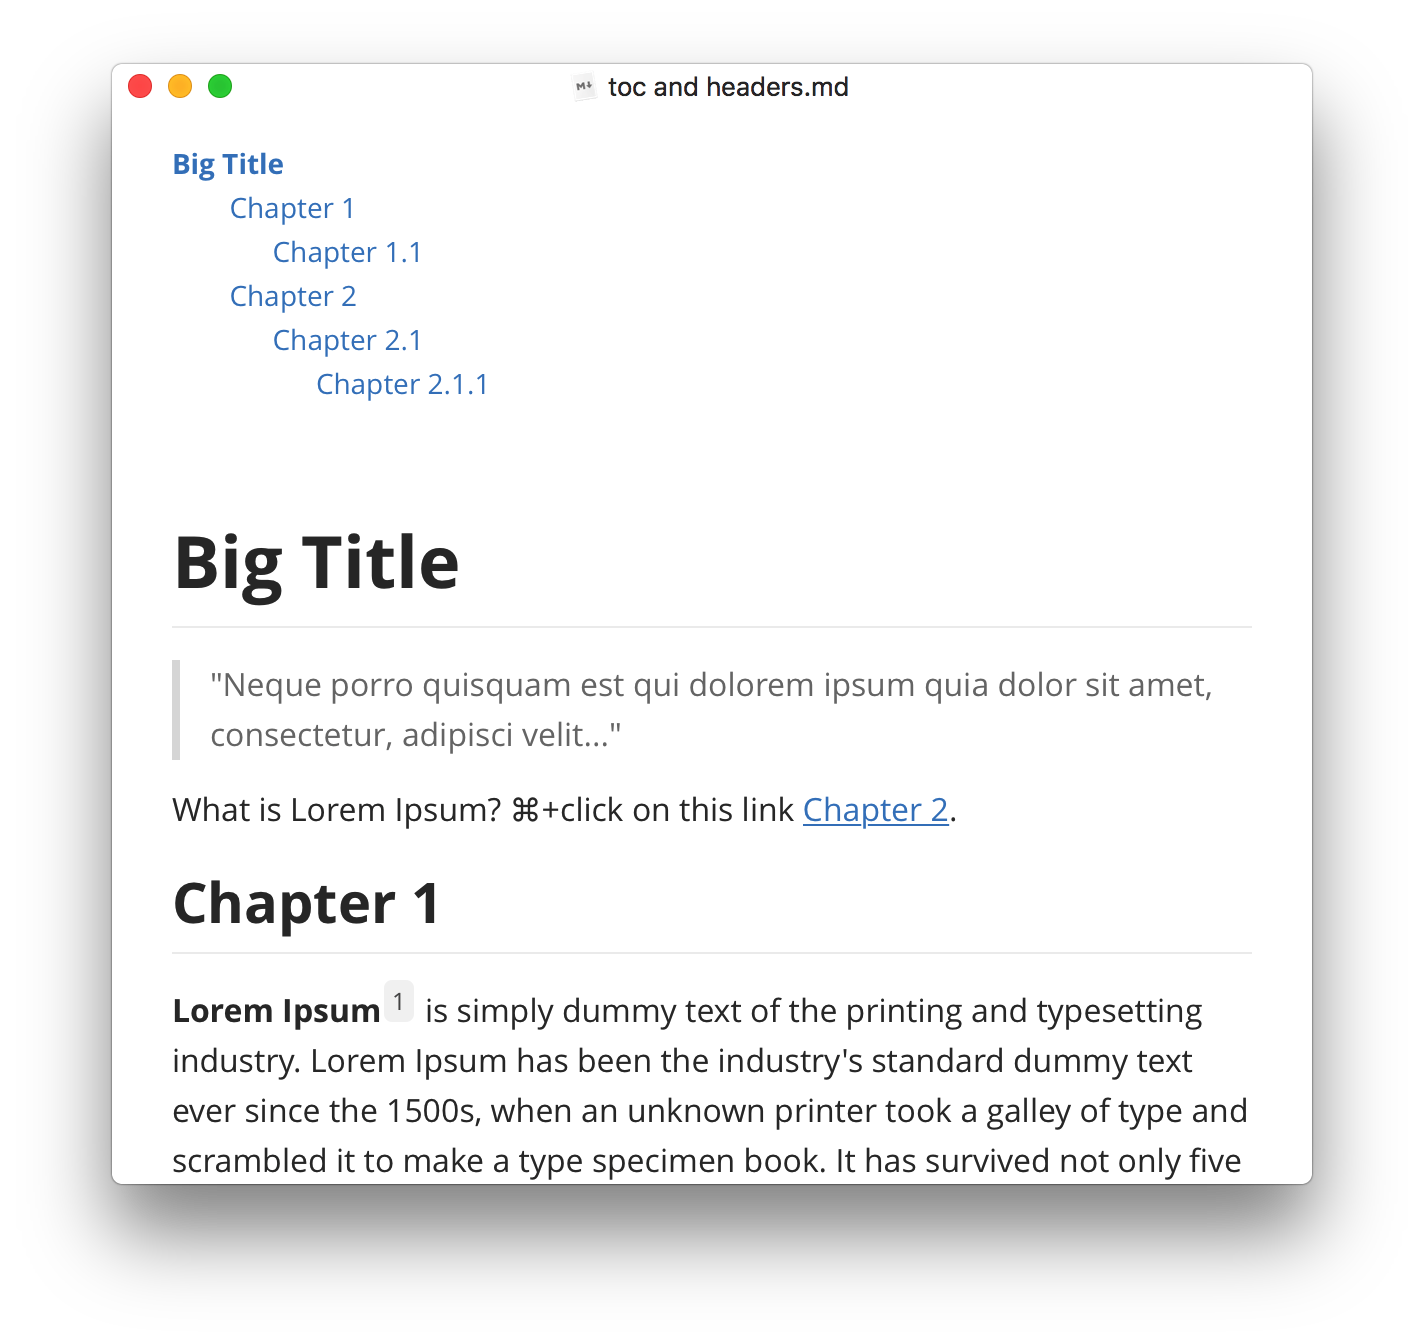 toc and headers.md
Big Title
Chapter 1
Chapter 1.1
Chapter 2
Chapter 2.1
Chapter 2.1.1
Big Title
"Neque porro quisquam est qui dolorem ipsum quia dolor sit amet,
consectetur, adipisci velit..."
What is Lorem Ipsum? ⌘+click on this link Chapter 2.
Chapter 1
Lorem Ipsum 1 is simply dummy text of the printing and typesetting
industry. Lorem Ipsum has been the industry's standard dummy text
ever since the 1500s, when an unknown printer took a galley of type and
scrambled it to make a type specimen book. It has survived not only five